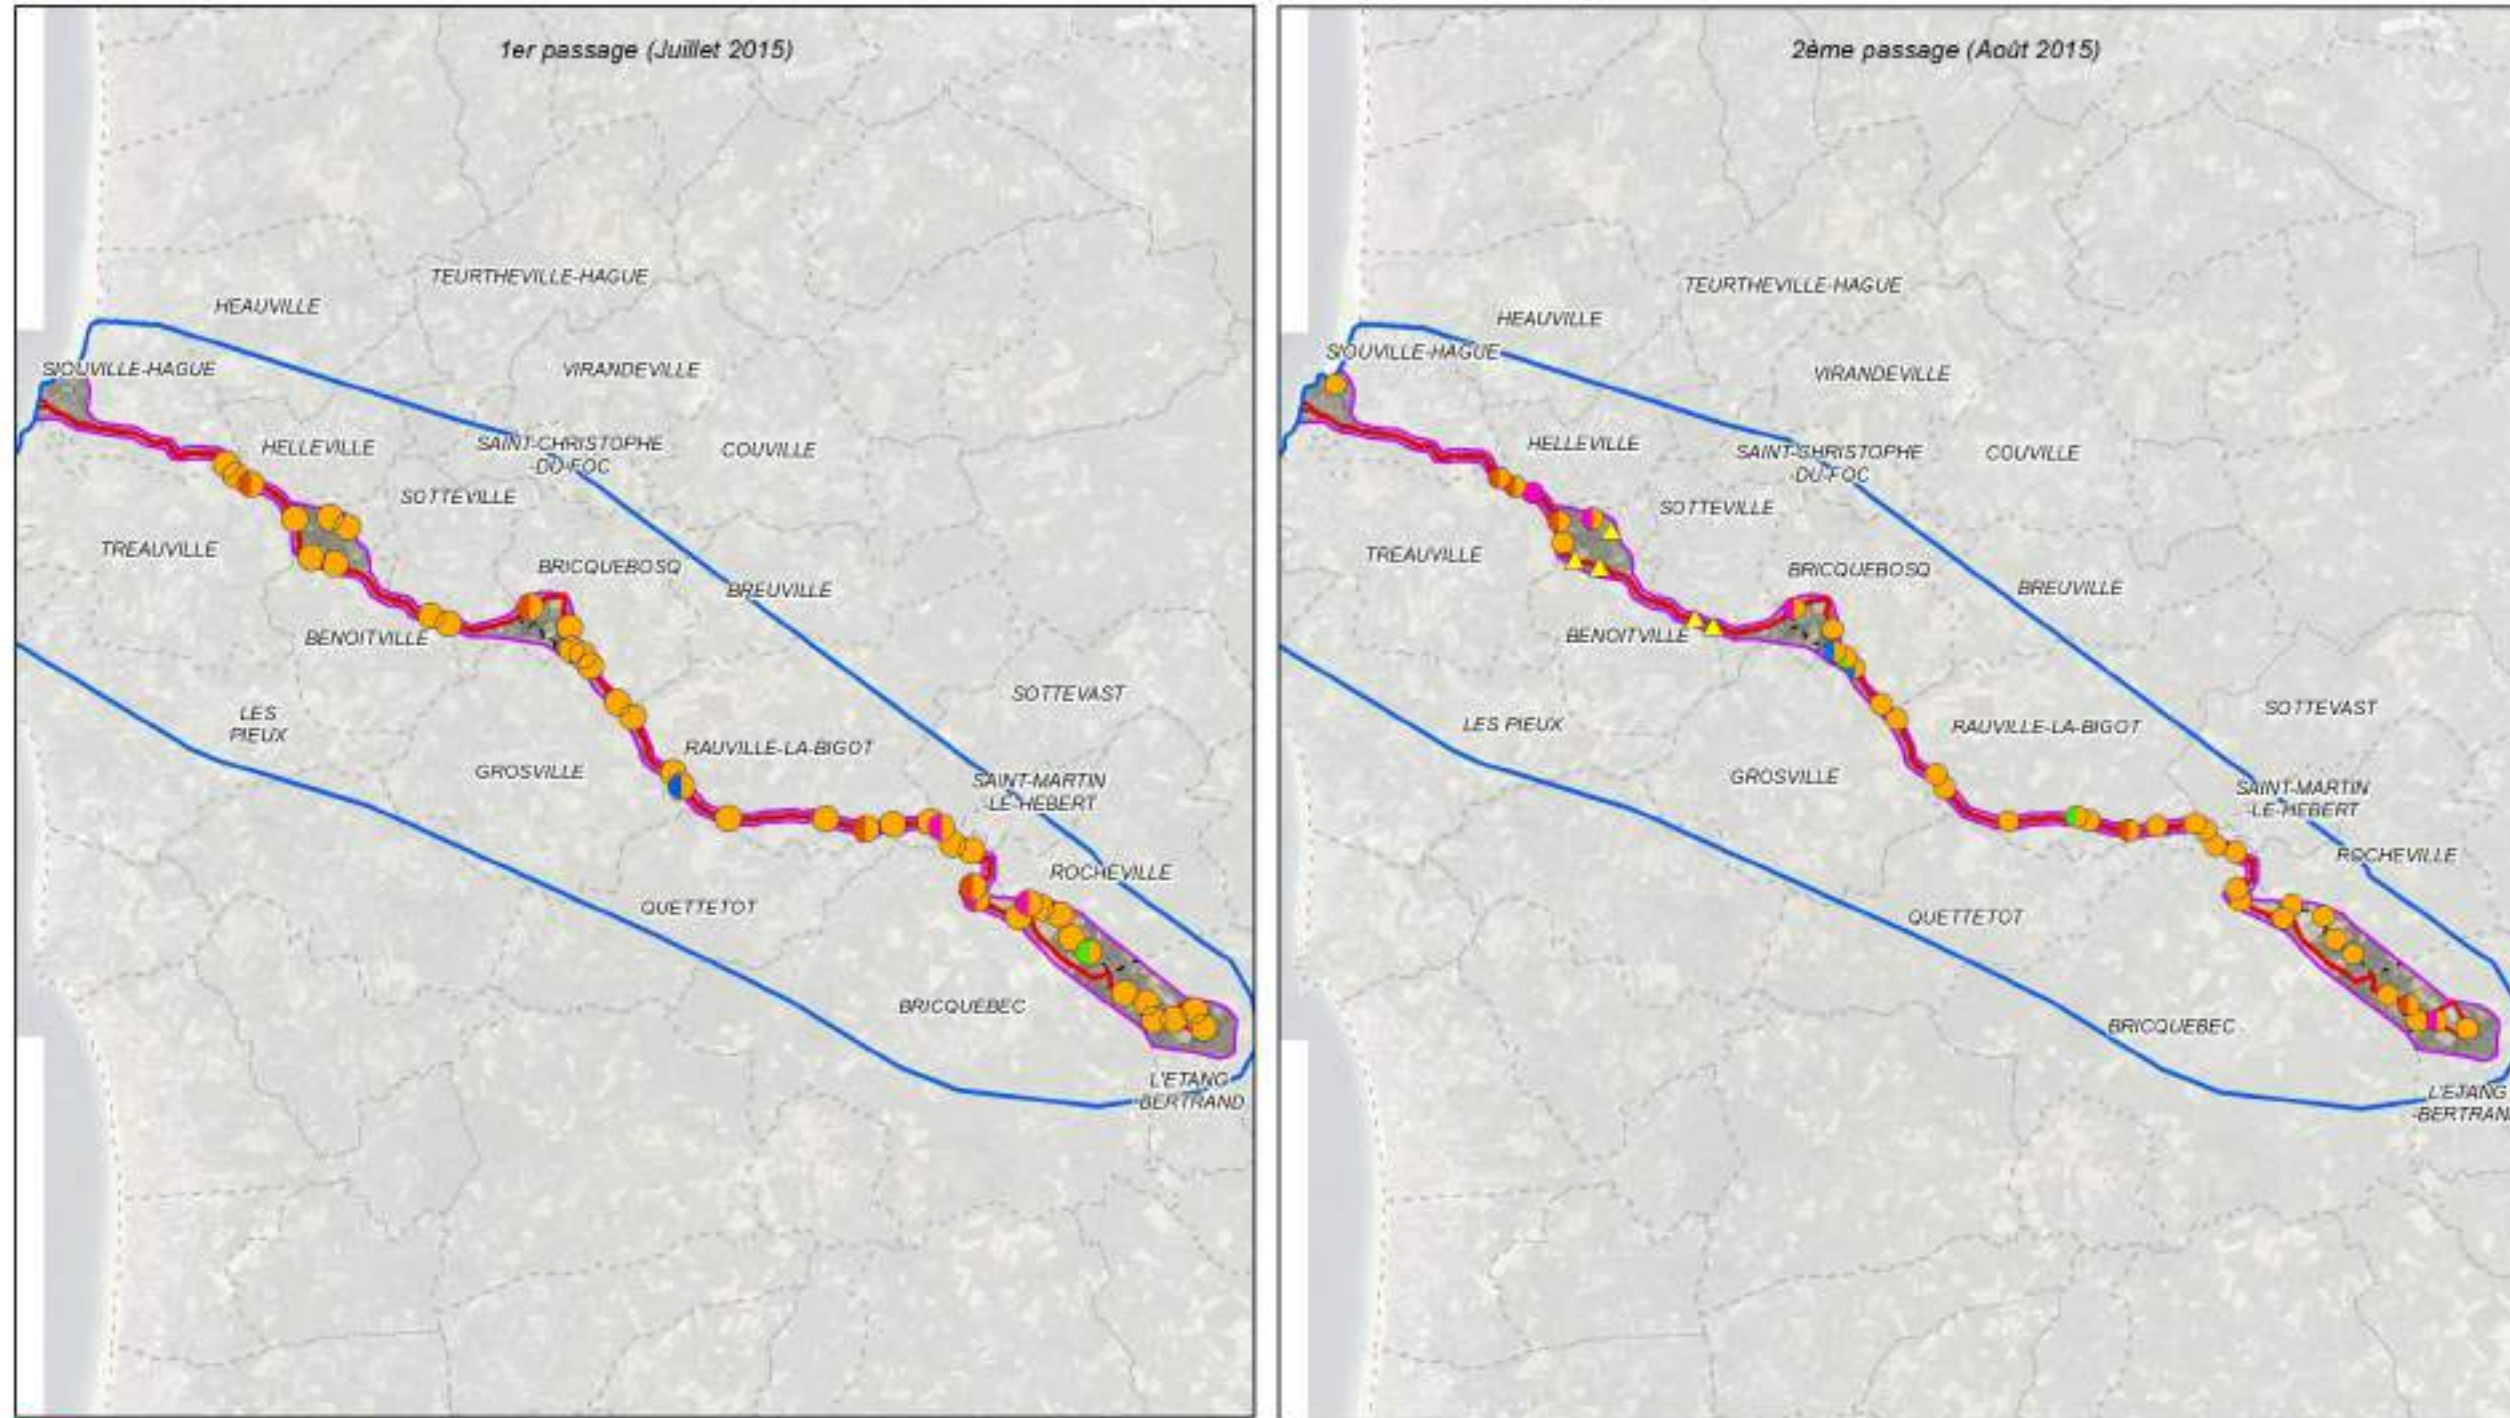 1er passage (Juillet 2015)
TEURTHEVILLE-HAGUE
HEAUVILLE
SIOUVILLE-HAGUE
VIRANDEVILLE
HELLEVILLE
SAINT-CHRISTOPHE
-DU-FOC
COUVILLE
SOTTEVILLE
TREAUVILLE
BRICQUEBOSQ
BREUVILLE
BENOITVILLE
SOTTEVAST
LES
PIEUX
RAUVILLE-LA-BIGOT
GROSVILLE
SAINT-MARTIN
-LE-HEBERT
ROCHEVILLE
QUETTETOT
BRICQUEBEC
L'ETANG
-BERTRAND
2ème passage (Août 2015)
TEURTHEVILLE-HAGUE
HEAUVILLE
SIOUVILLE-HAGUE
VIRANDEVILLE
HELLEVILLE
SAINT-CHRISTOPHE
-DU-FOC
COUVILLE
SOTTEVILLE
TREAUVILLE
BRICQUEBOSQ
BREUVILLE
BENOITVILLE
SOTTEVAST
LES PIEUX
RAUVILLE-LA-BIGOT
GROSVILLE
SAINT-MARTIN
-LE-HEBERT
ROCHEVILLE
QUETTETOT
BRICQUEBEC
L'ETANG
-BERTRAN